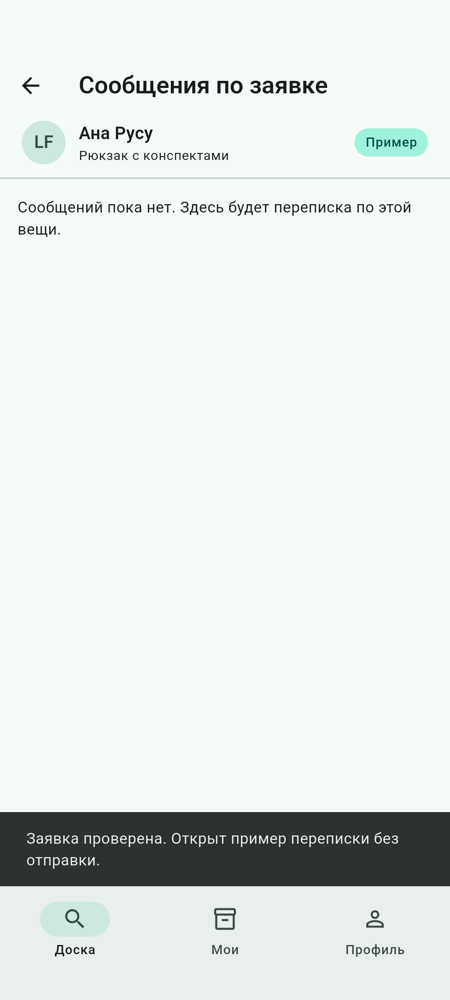 Сообщения по заявке
LF
Ана Русу
Рюкзак с конспектами
Пример
Сообщений пока нет. Здесь будет переписка по этой
вещи.
Заявка проверена. Открыт пример переписки без
отправки.
Доска
Мои
Профиль